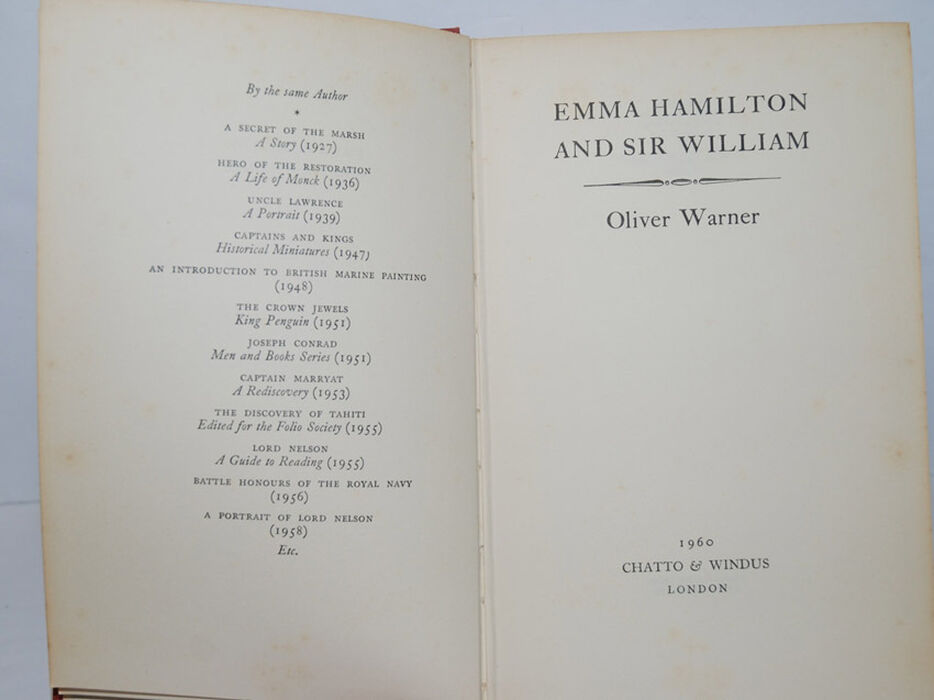 By the same Author
*
A SECRET OF THE MARSH
A Story (1927)
HERO OF THE RESTORATION
A Life of Monck (1936)
UNCLE LAWRENCE
A Portrait (1939)
CAPTAINS AND KINGS
Historical Miniatures (1947)
AN INTRODUCTION TO BRITISH MARINE PAINTING
(1948)
THE CROWN JEWELS
King Penguin (1951)
JOSEPH CONRAD
Men and Books Series (1951)
CAPTAIN MARRYAT
A Rediscovery (1953)
THE DISCOVERY OF TAHITI
Edited for the Folio Society (1955)
LORD NELSON
A Guide to Reading (1955)
BATTLE HONOURS OF THE ROYAL NAVY
(1956)
A PORTRAIT OF LORD NELSON
(1958)
Etc.
EMMA HAMILTON
AND SIR WILLIAM
Oliver Warner
1960
CHATTO & WINDUS
LONDON